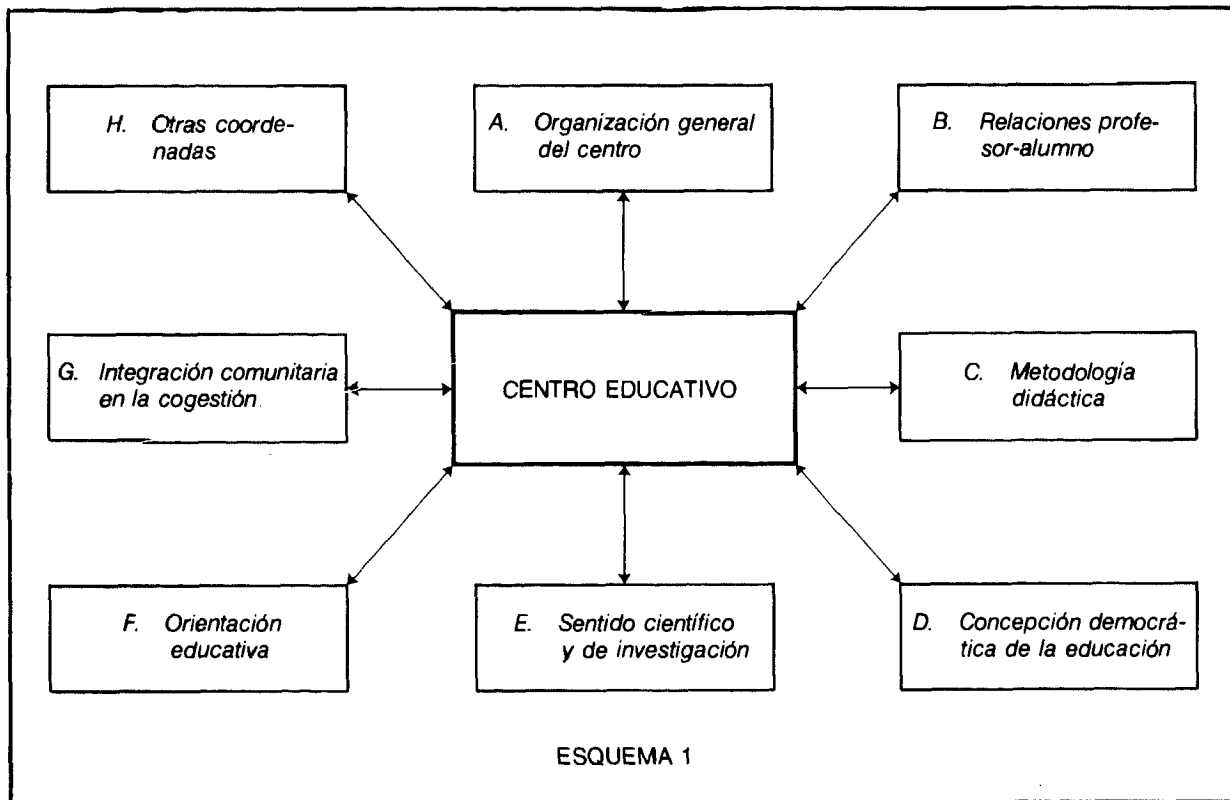 H. Otras coorde-
nadas
A. Organización general
del centro
B. Relaciones profe-
sor-alumno
G. Integración comunitaria
en la cogestión.
CENTRO EDUCATIVO
C. Metodología
didáctica
F. Orientación
educativa
E. Sentido científico
y de investigación
D. Concepción democrá-
tica de la educación
ESQUEMA 1